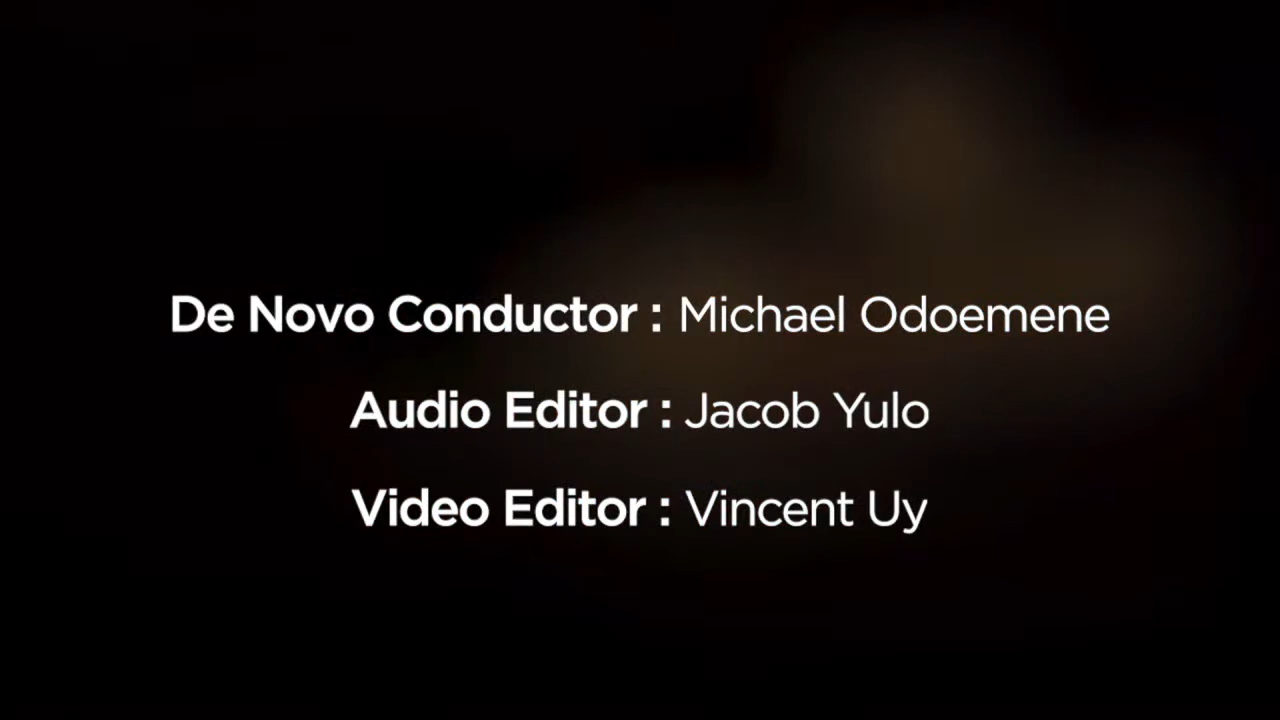 De Novo Conductor : Michael Odoemene
Audio Editor : Jacob Yulo
Video Editor : Vincent Uy